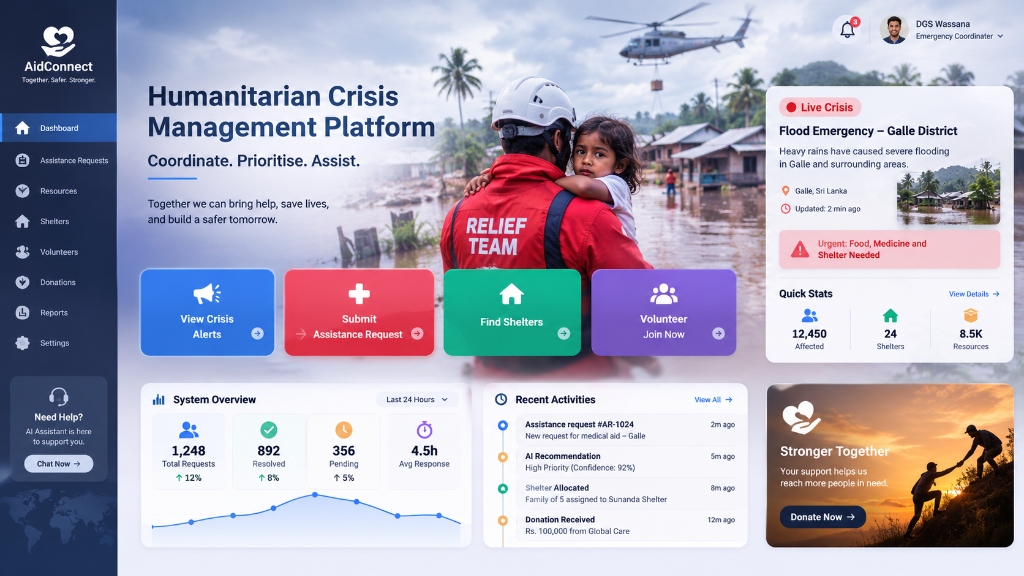 AidConnect
Together. Safer. Stronger.
Dashboard
Assistance Requests
Resources
Shelters
Volunteers
Donations
Reports
Settings
Need Help?
AI Assistant is here
to support you.
Chat Now →
3
DGS Wassana
Emergency Coordinater
Humanitarian Crisis
Management Platform
Coordinate. Prioritise. Assist.
Together we can bring help, save lives,
and build a safer tomorrow.
RELIEF
TEAM
View Crisis
Alerts
Submit
→ Assistance Request
Find Shelters
Volunteer
Join Now
Live Crisis
Flood Emergency – Galle District
Heavy rains have caused severe flooding
in Galle and surrounding areas.
Galle, Sri Lanka
Updated: 2 min ago
Urgent: Food, Medicine and
Shelter Needed
Quick Stats
View Details →
12,450
Affected
24
Shelters
8.5K
Resources
System Overview
Last 24 Hours
1,248
Total Requests
↑ 12%
892
Resolved
↑ 8%
356
Pending
↑ 5%
4.5h
Avg Response
Recent Activities
View All →
Assistance request #AR-1024
2m ago
New request for medical aid – Galle
AI Recommendation
5m ago
High Priority (Confidence: 92%)
Shelter Allocated
8m ago
Family of 5 assigned to Sunanda Shelter
Donation Received
12m ago
Rs. 100,000 from Global Care
Stronger Together
Your support helps us
reach more people in need.
Donate Now →